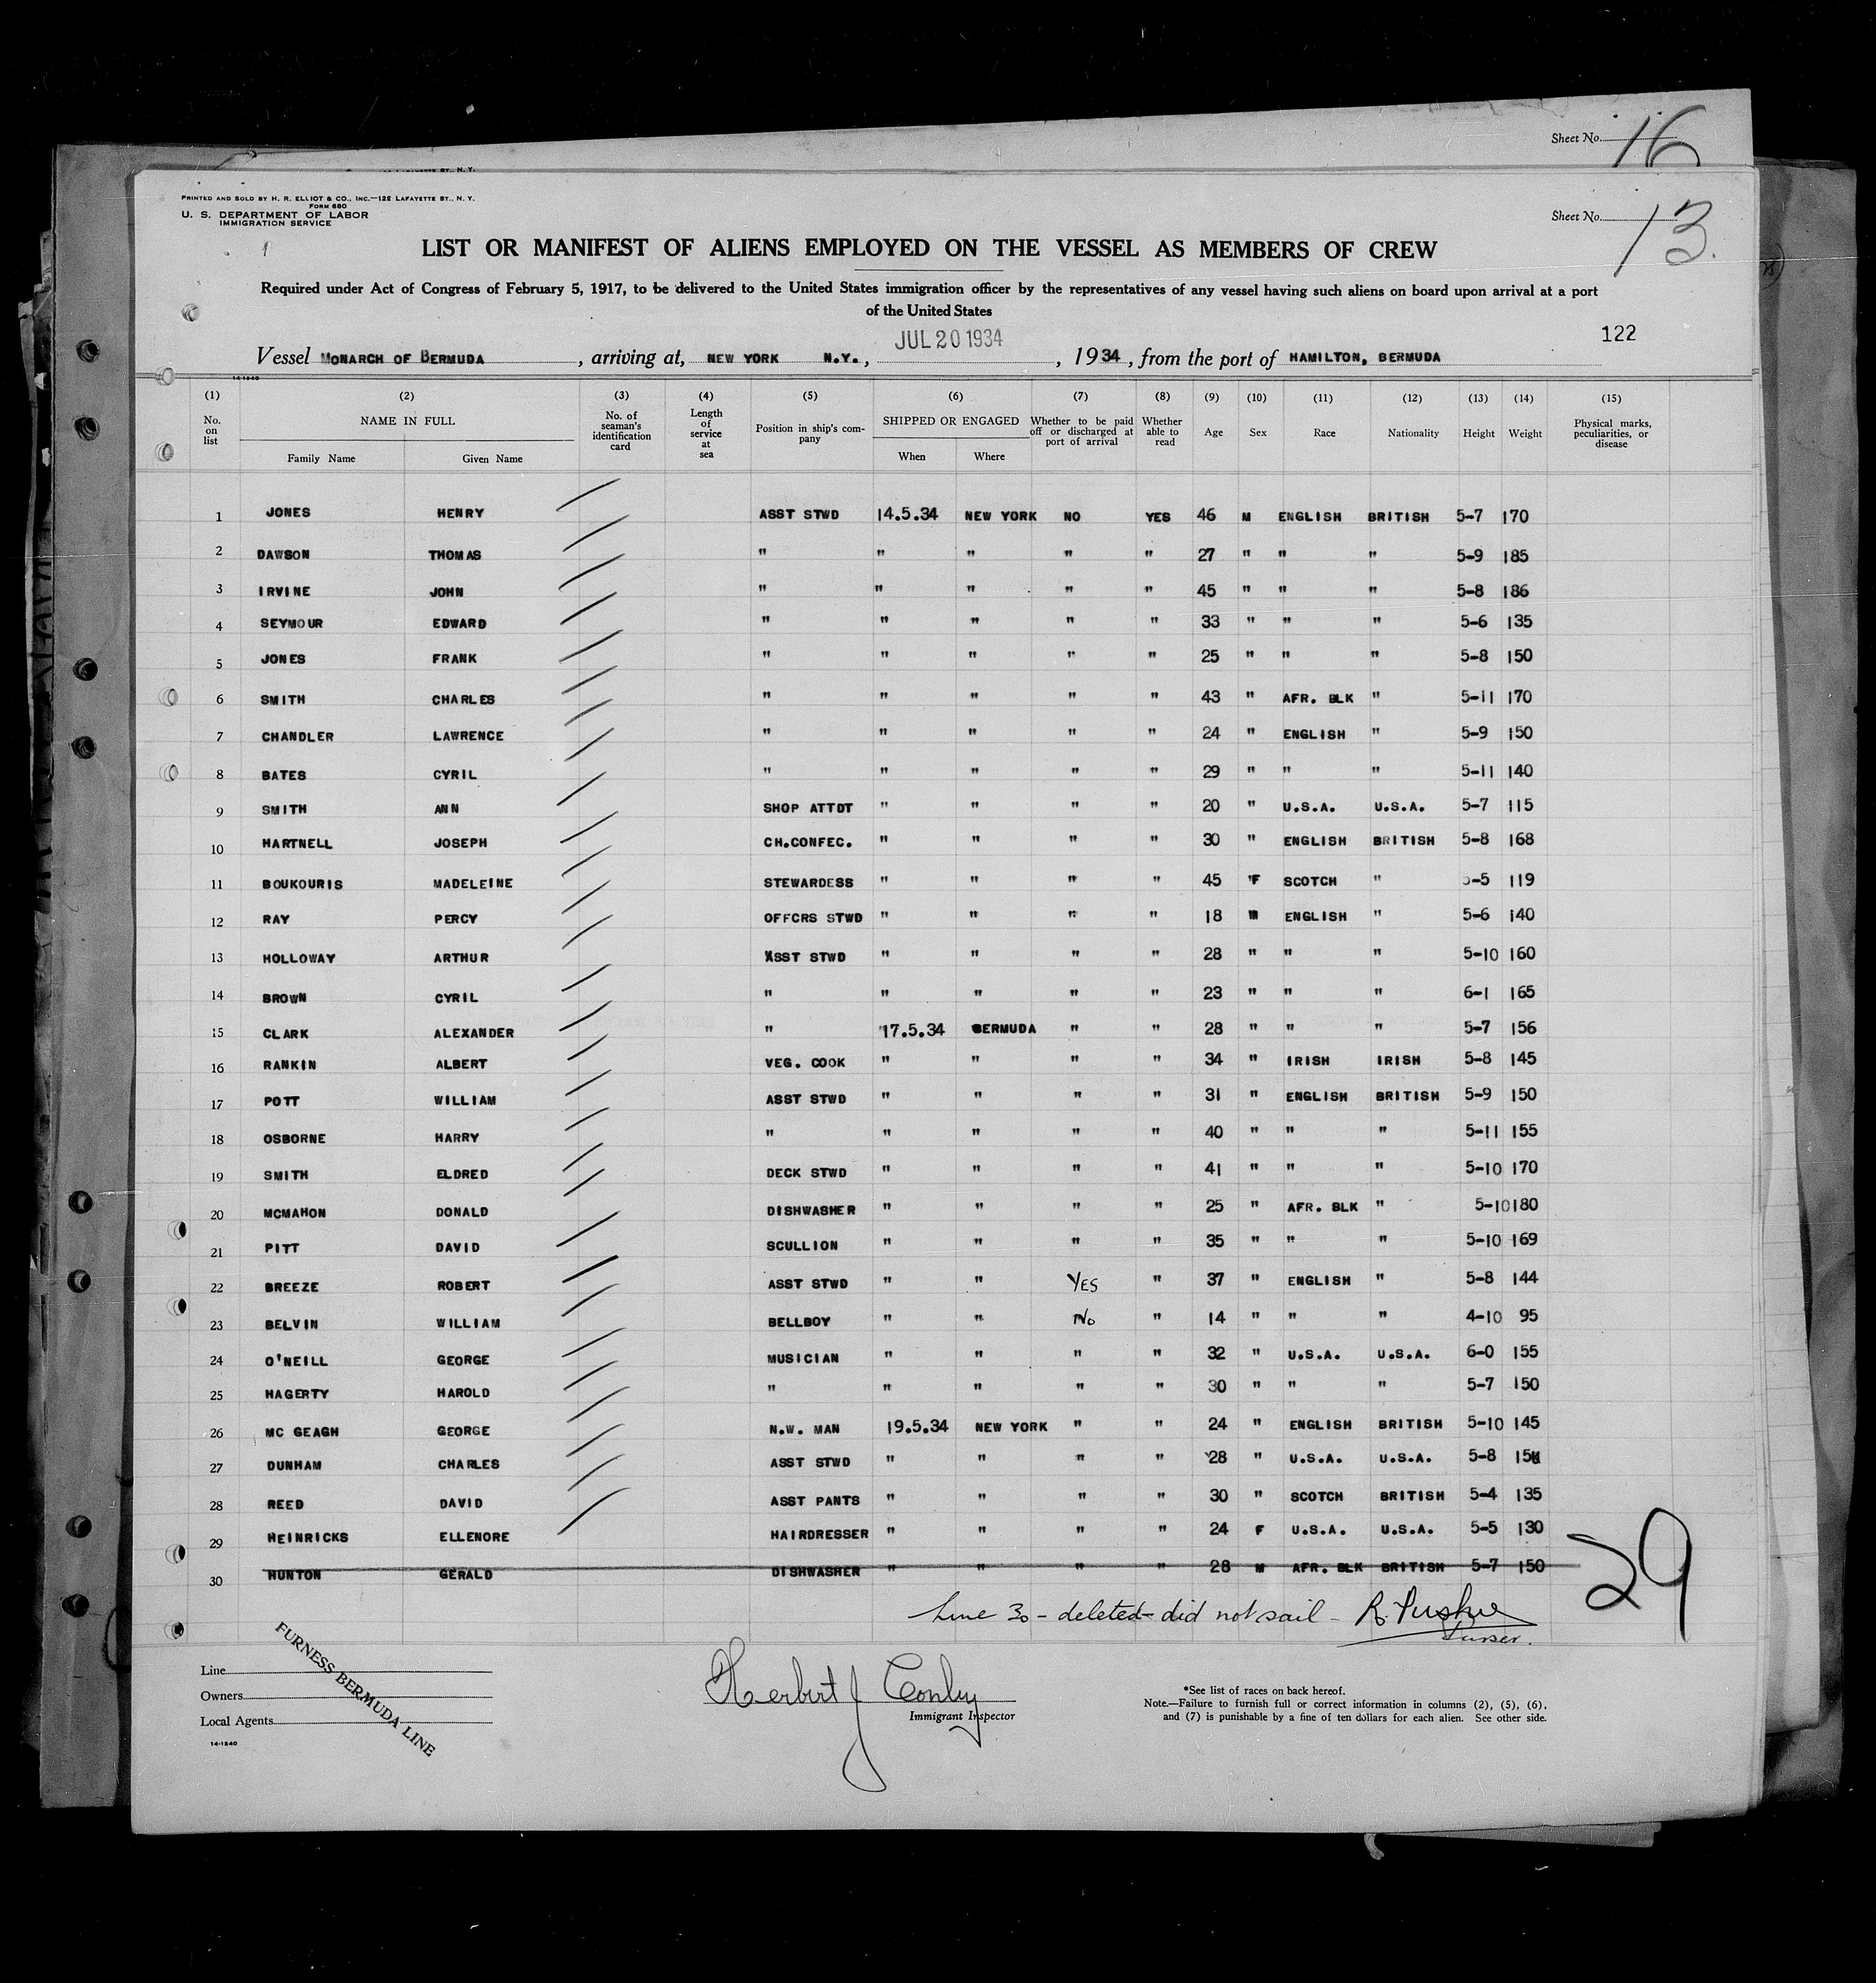 Sheet No. 16
PRINTED AND SOLD BY H. R. ELLIOT & CO., INC.—122 LAFAYETTE ST., N. Y.
FORM 680
U. S. DEPARTMENT OF LABOR
IMMIGRATION SERVICE
Sheet No. 13.
1
LIST OR MANIFEST OF ALIENS EMPLOYED ON THE VESSEL AS MEMBERS OF CREW
Required under Act of Congress of February 5, 1917, to be delivered to the United States immigration officer by the representatives of any vessel having such aliens on board upon arrival at a port
of the United States
JUL 20 1934
122
Vessel MONARCH OF BERMUDA, arriving at, NEW YORK N.Y., , 1934, from the port of HAMILTON, BERMUDA
14-1240
(1) (2) (3) (4) (5) (6) (7) (8) (9) (10) (11) (12) (13) (14) (15)
No. on list NAME IN FULL Family Name Given Name No. of seaman's identification card Length of service at sea Position in ship's company SHIPPED OR ENGAGED When Where Whether to be paid off or discharged at port of arrival Whether able to read Age Sex Race Nationality Height Weight Physical marks, peculiarities, or disease
1 JONES HENRY ASST STWD 14.5.34 NEW YORK NO YES 46 M ENGLISH BRITISH 5-7 170
2 DAWSON THOMAS " " " " " 27 " " " 5-9 185
3 IRVINE JOHN " " " " " 45 " " " 5-8 186
4 SEYMOUR EDWARD " " " " " 33 " " " 5-6 135
5 JONES FRANK " " " " " 25 " " " 5-8 150
6 SMITH CHARLES " " " " " 43 " AFR. BLK " 5-11 170
7 CHANDLER LAWRENCE " " " " " 24 " ENGLISH " 5-9 150
8 BATES CYRIL " " " " " 29 " " " 5-11 140
9 SMITH ANN SHOP ATTDT " " " " 20 " U.S.A. U.S.A. 5-7 115
10 HARTNELL JOSEPH CH.CONFEC. " " " " 30 " ENGLISH BRITISH 5-8 168
11 BOUKOURIS MADELEINE STEWARDESS " " " " 45 F SCOTCH " 5-5 119
12 RAY PERCY OFFCRS STWD " " " " 18 M ENGLISH " 5-6 140
13 HOLLOWAY ARTHUR ASST STWD " " " " 28 " " " 5-10 160
14 BROWN CYRIL " " " " " 23 " " " 6-1 165
15 CLARK ALEXANDER " 17.5.34 BERMUDA " " 28 " " " 5-7 156
16 RANKIN ALBERT VEG. COOK " " " " 34 " IRISH IRISH 5-8 145
17 POTT WILLIAM ASST STWD " " " " 31 " ENGLISH BRITISH 5-9 150
18 OSBORNE HARRY " " " " " 40 " " " 5-11 155
19 SMITH ELDRED DECK STWD " " " " 41 " " " 5-10 170
20 MCMAHON DONALD DISHWASHER " " " " 25 " AFR. BLK " 5-10 180
21 PITT DAVID SCULLION " " " " 35 " " " 5-10 169
22 BREEZE ROBERT ASST STWD " " YES " 37 " ENGLISH " 5-8 144
23 BELVIN WILLIAM BELLBOY " " No " 14 " " " 4-10 95
24 O'NEILL GEORGE MUSICIAN " " " " 32 " U.S.A. U.S.A. 6-0 155
25 HAGERTY HAROLD " " " " " 30 " " " 5-7 150
26 MC GEAGH GEORGE N.W. MAN 19.5.34 NEW YORK " " 24 " ENGLISH BRITISH 5-10 145
27 DUNHAM CHARLES ASST STWD " " " " 28 " U.S.A. U.S.A. 5-8
28 REED DAVID ASST PANTS " " " " 30 " SCOTCH BRITISH 5-4 135
29 HEINRICKS ELLENORE HAIRDRESSER " " " " 24 F U.S.A. U.S.A. 5-5 130
30 HUNTON GERALD DISHWASHER " " " " 28 M AFR. BLK BRITISH 5-7 150
29
Line 30 - deleted - did not sail -
Purser.
Line
Owners
Local Agents
FURNESS BERMUDA LINE
14-1240
Herbert J Conley
Immigrant Inspector
*See list of races on back hereof.
Note.—Failure to furnish full or correct information in columns (2), (5), (6),
and (7) is punishable by a fine of ten dollars for each alien. See other side.